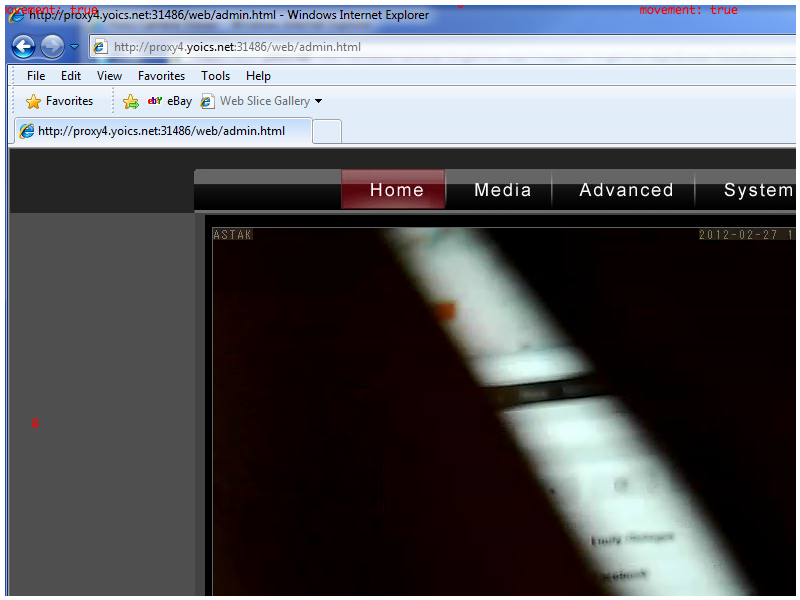 http://proxy4.yoics.net:31486/web/admin.html - Windows Internet Explorer
movement: true
movement: true
http://proxy4.yoics.net:31486/web/admin.html
File Edit View Favorites Tools Help
Favorites eBay Web Slice Gallery
http://proxy4.yoics.net:31486/web/admin.html
Home Media Advanced System
ASTAK 2012-02-27 1
0